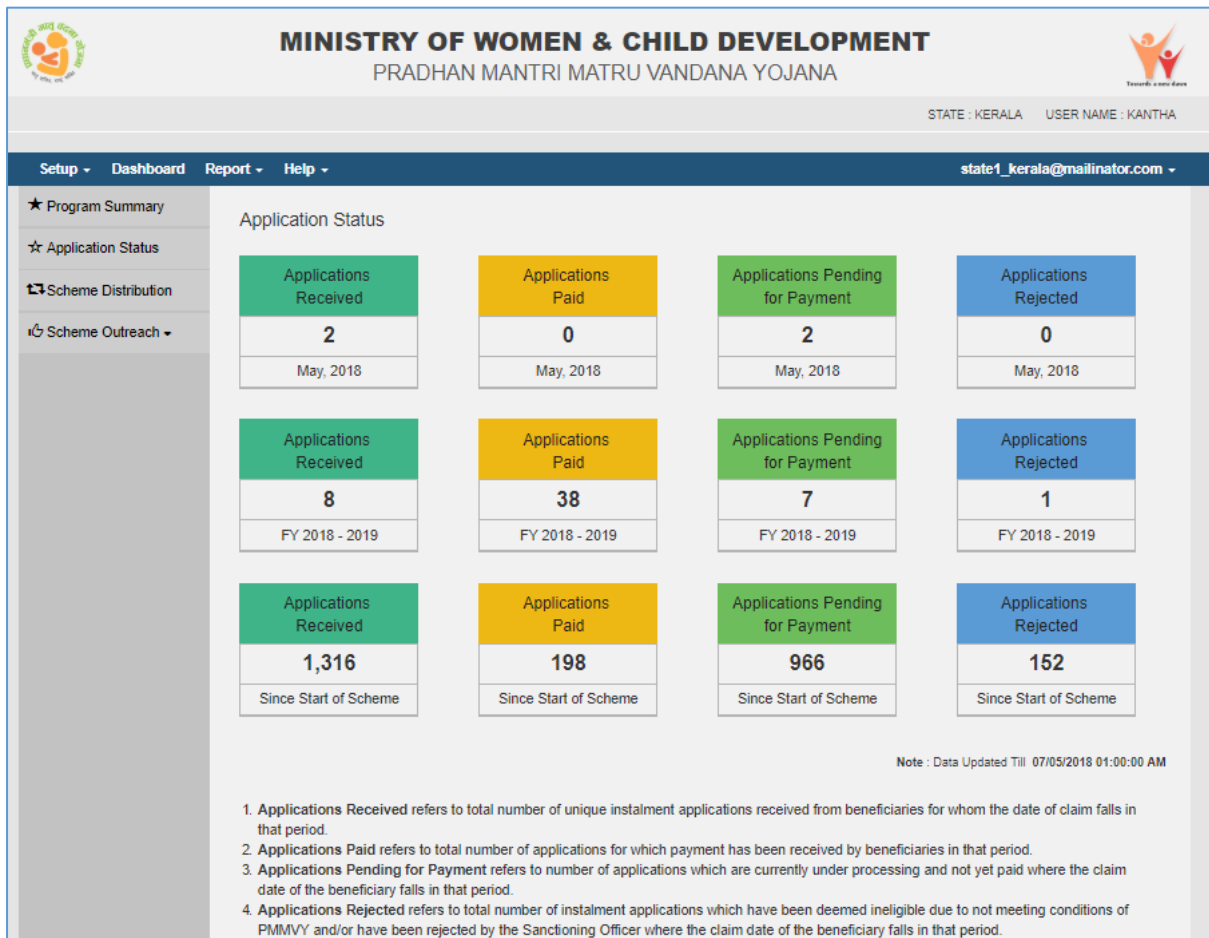 MINISTRY OF WOMEN & CHILD DEVELOPMENT
PRADHAN MANTRI MATRU VANDANA YOJANA
Towards a new dawn
STATE : KERALA USER NAME : KANTHA
Setup Dashboard Report Help state1_kerala@mailinator.com
Program Summary
Application Status
Scheme Distribution
Scheme Outreach
Application Status
Applications Received
2
May, 2018
Applications Paid
0
May, 2018
Applications Pending for Payment
2
May, 2018
Applications Rejected
0
May, 2018
Applications Received
8
FY 2018 - 2019
Applications Paid
38
FY 2018 - 2019
Applications Pending for Payment
7
FY 2018 - 2019
Applications Rejected
1
FY 2018 - 2019
Applications Received
1,316
Since Start of Scheme
Applications Paid
198
Since Start of Scheme
Applications Pending for Payment
966
Since Start of Scheme
Applications Rejected
152
Since Start of Scheme
Note : Data Updated Till 07/05/2018 01:00:00 AM
1. Applications Received refers to total number of unique instalment applications received from beneficiaries for whom the date of claim falls in
that period.
2. Applications Paid refers to total number of applications for which payment has been received by beneficiaries in that period.
3. Applications Pending for Payment refers to number of applications which are currently under processing and not yet paid where the claim
date of the beneficiary falls in that period.
4. Applications Rejected refers to total number of instalment applications which have been deemed ineligible due to not meeting conditions of
PMMVY and/or have been rejected by the Sanctioning Officer where the claim date of the beneficiary falls in that period.